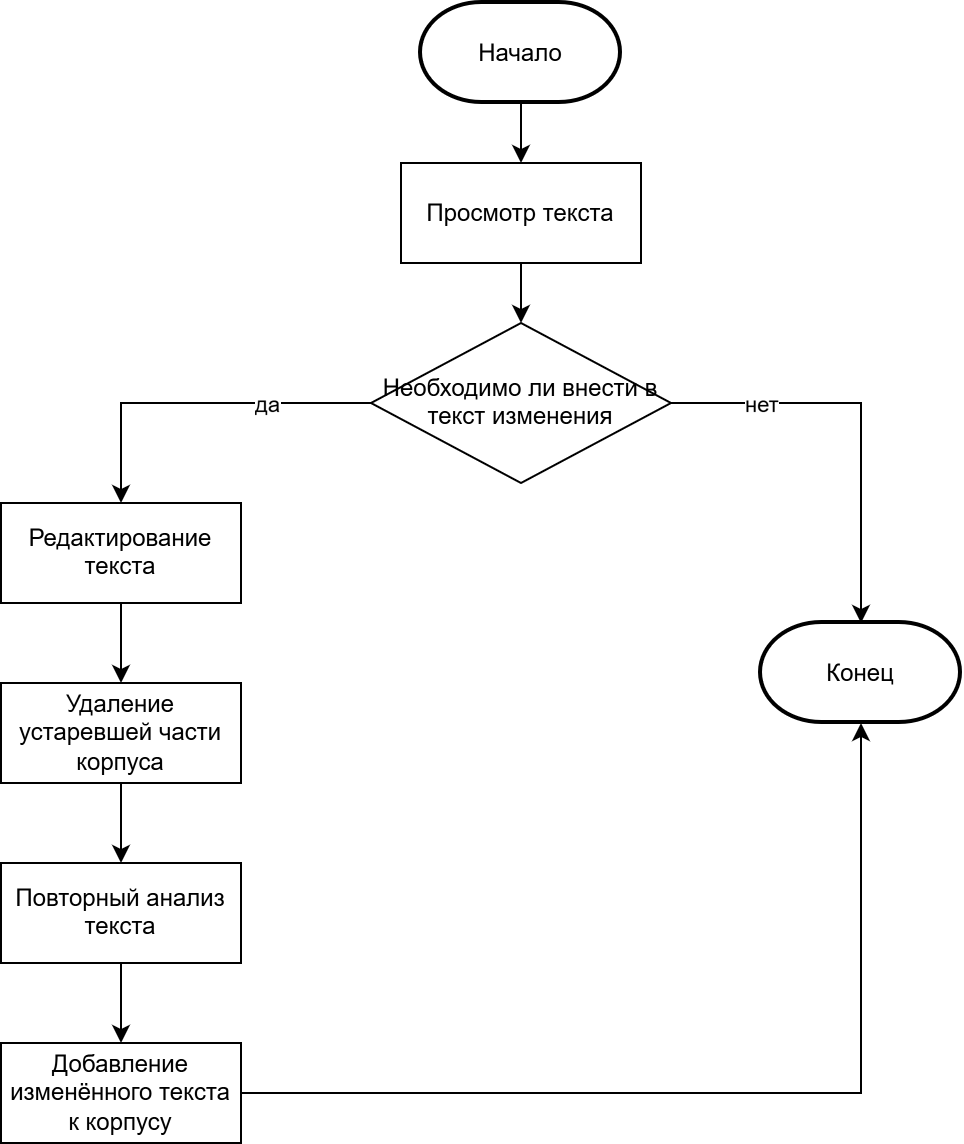 Начало
Просмотр текста
Необходимо ли внести в
текст изменения
да
нет
Редактирование
текста
Удаление
устаревшей части
корпуса
Конец
Повторный анализ
текста
Добавление
изменённого текста
к корпусу